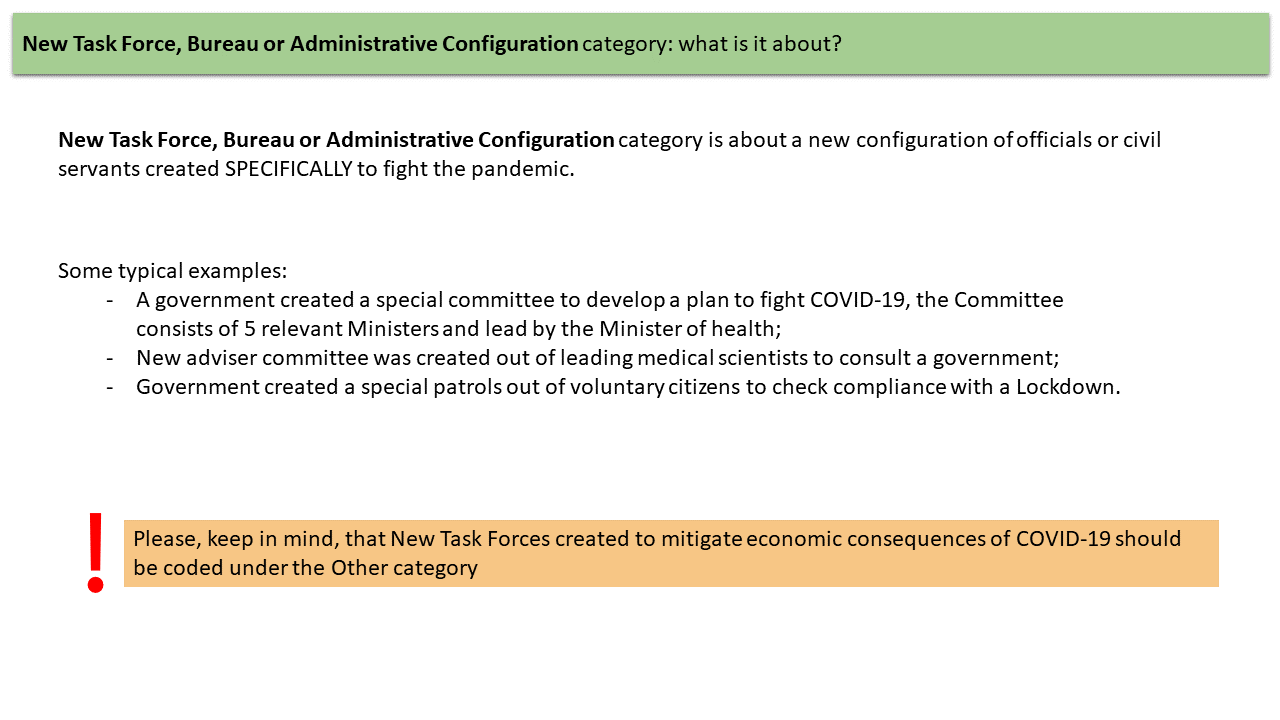 New Task Force, Bureau or Administrative Configuration category: what is it about?
New Task Force, Bureau or Administrative Configuration category is about a new configuration of officials or civil
servants created SPECIFICALLY to fight the pandemic.
Some typical examples:
- A government created a special committee to develop a plan to fight COVID-19, the Committee
consists of 5 relevant Ministers and lead by the Minister of health;
- New adviser committee was created out of leading medical scientists to consult a government;
- Government created a special patrols out of voluntary citizens to check compliance with a Lockdown.
!
Please, keep in mind, that New Task Forces created to mitigate economic consequences of COVID-19 should
be coded under the Other category